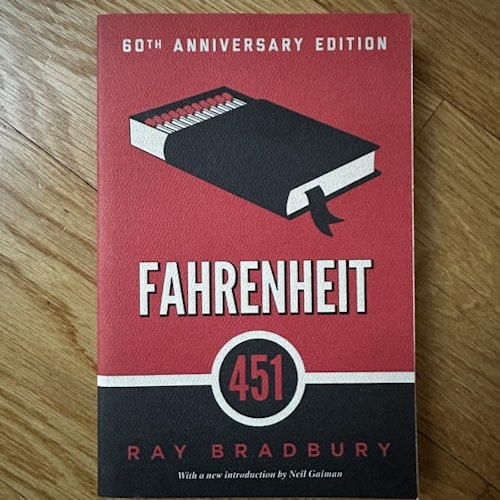 60TH ANNIVERSARY EDITION
FAHRENHEIT
451
RAY BRADBURY
With a new introduction by Neil Gaiman